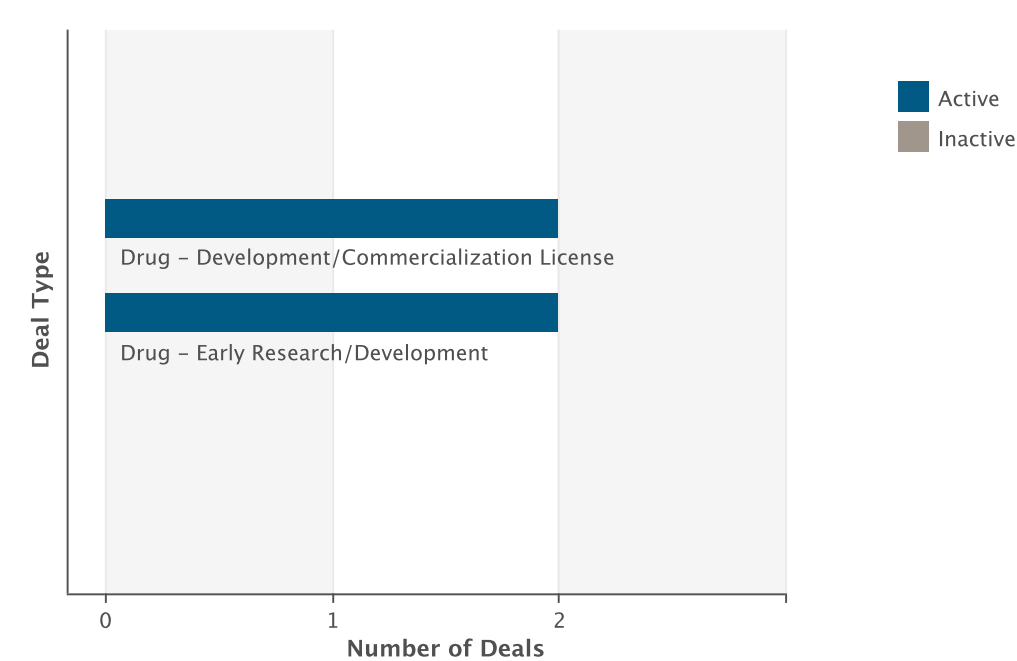 Active
Inactive
Drug – Development/Commercialization License
Drug – Early Research/Development
Deal Type
0 1 2
Number of Deals